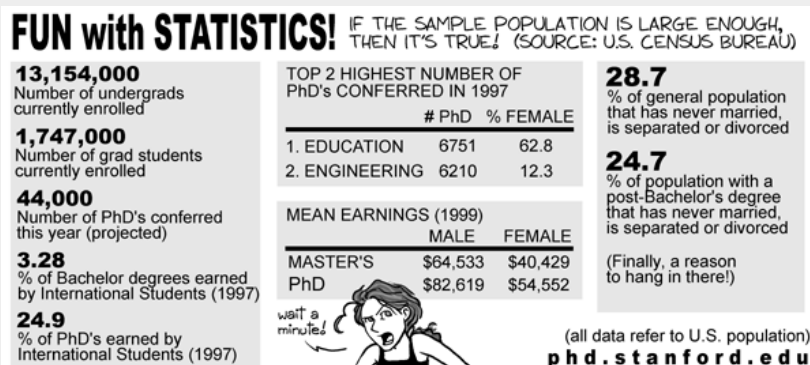 FUN with STATISTICS!
IF THE SAMPLE POPULATION IS LARGE ENOUGH,
THEN IT'S TRUE! (SOURCE: U.S. CENSUS BUREAU)
13,154,000
Number of undergrads
currently enrolled
1,747,000
Number of grad students
currently enrolled
44,000
Number of PhD's conferred
this year (projected)
3.28
% of Bachelor degrees earned
by International Students (1997)
24.9
% of PhD's earned by
International Students (1997)
TOP 2 HIGHEST NUMBER OF
PhD's CONFERRED IN 1997
# PhD % FEMALE
1. EDUCATION 6751 62.8
2. ENGINEERING 6210 12.3
MEAN EARNINGS (1999)
MALE FEMALE
MASTER'S $64,533 $40,429
PhD $82,619 $54,552
wait a
minute!
28.7
% of general population
that has never married,
is separated or divorced
24.7
% of population with a
post-Bachelor's degree
that has never married,
is separated or divorced
(Finally, a reason
to hang in there!)
(all data refer to U.S. population)
phd.stanford.edu